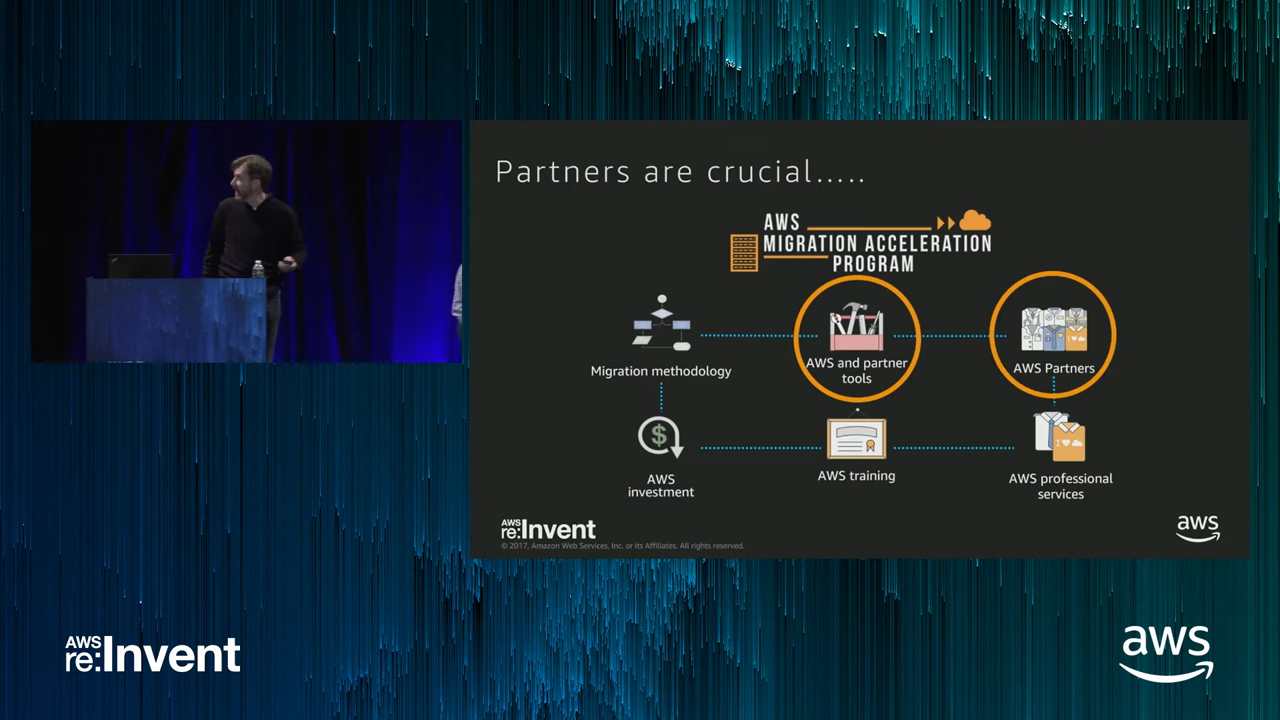 Partners are crucial.....
AWS
MIGRATION ACCELERATION
PROGRAM
Migration methodology
AWS and partner
tools
AWS Partners
AWS
investment
AWS training
AWS professional
services
AWS
re:Invent
© 2017, Amazon Web Services, Inc. or its Affiliates. All rights reserved.
aws
AWS
re:Invent
aws